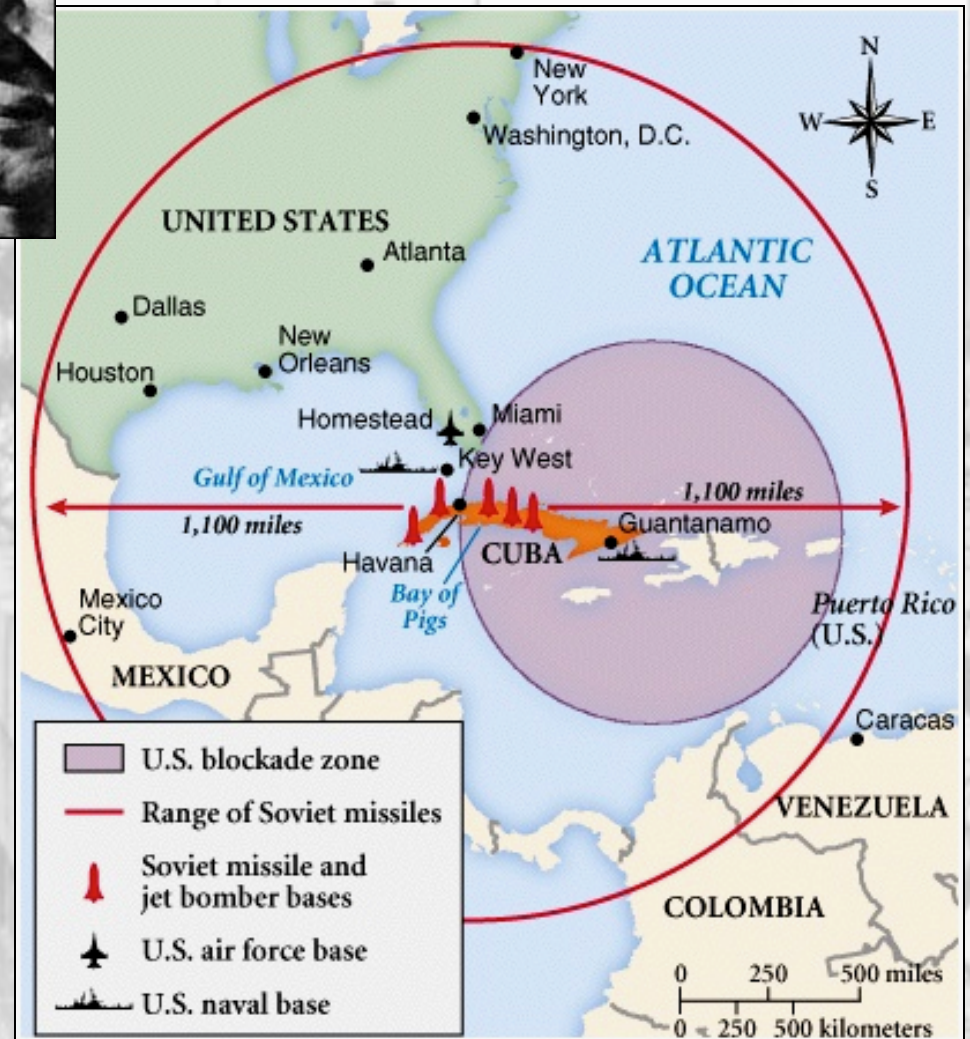 N
New
York
W E
Washington, D.C.
S
UNITED STATES
Atlanta
ATLANTIC
OCEAN
Dallas
New
Orleans
Houston
Homestead
Miami
Key West
Gulf of Mexico
1,100 miles
1,100 miles
Guantanamo
Havana
CUBA
Bay of
Pigs
Mexico
City
Puerto Rico
(U.S.)
MEXICO
Caracas
VENEZUELA
COLOMBIA
U.S. blockade zone
Range of Soviet missiles
Soviet missile and
jet bomber bases
U.S. air force base
U.S. naval base
0 250 500 miles
0 250 500 kilometers